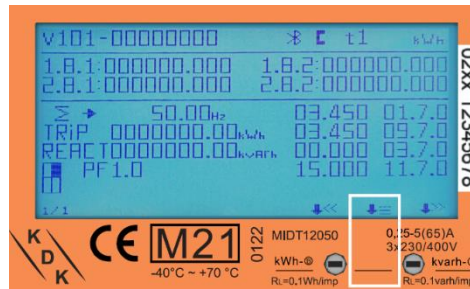 v101-00000000 t1 kWh
1.8.1:000000.000 1.8.2:000000.000
2.8.1:000000.000 2.8.2:000000.000
Σ 50.00Hz 03.450 01.7.0
TRiP 0000000.00kWh 03.450 09.7.0
REACT0000000.00kvARh 00.000 03.7.0
PF1.0 15.000 11.7.0
1/1
K D K
CE M21 0122
-40°C ~ +70 °C
MIDT12050 0,25-5(65)A
3x230/400V
kWh- kvarh-
RL=0,1Wh/imp RL=0.1varh/imp
02xx 12345678